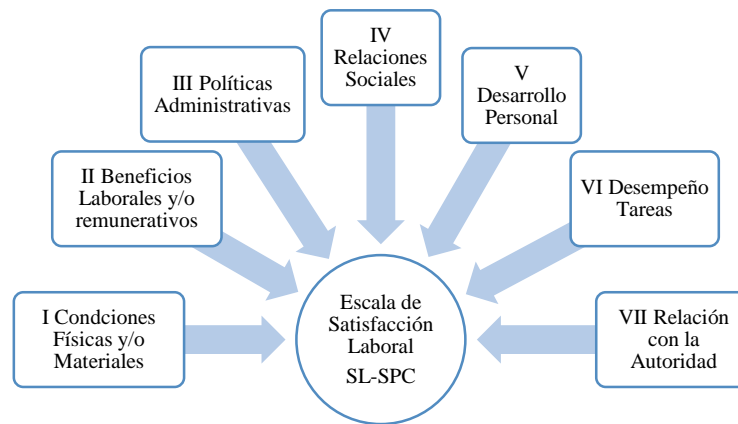 I Condciones
Físicas y/o
Materiales
II Beneficios
Laborales y/o
remunerativos
III Políticas
Administrativas
IV
Relaciones
Sociales
V
Desarrollo
Personal
VI Desempeño
Tareas
VII Relación
con la
Autoridad
Escala de
Satisfacción
Laboral
SL-SPC